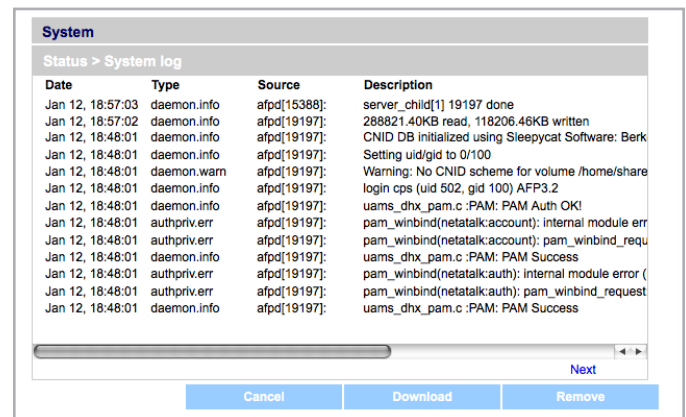 System
Status > System log
Date Type Source Description
Jan 12, 18:57:03 daemon.info afpd[15388]: server_child[1] 19197 done
Jan 12, 18:57:02 daemon.info afpd[19197]: 288821.40KB read, 118206.46KB written
Jan 12, 18:48:01 daemon.info afpd[19197]: CNID DB initialized using Sleepycat Software: Berk
Jan 12, 18:48:01 daemon.info afpd[19197]: Setting uid/gid to 0/100
Jan 12, 18:48:01 daemon.warn afpd[19197]: Warning: No CNID scheme for volume /home/share
Jan 12, 18:48:01 daemon.info afpd[19197]: login cps (uid 502, gid 100) AFP3.2
Jan 12, 18:48:01 daemon.info afpd[19197]: uams_dhx_pam.c :PAM: PAM Auth OK!
Jan 12, 18:48:01 authpriv.err afpd[19197]: pam_winbind(netatalk:account): internal module err
Jan 12, 18:48:01 authpriv.err afpd[19197]: pam_winbind(netatalk:account): pam_winbind_requ
Jan 12, 18:48:01 daemon.info afpd[19197]: uams_dhx_pam.c :PAM: PAM Success
Jan 12, 18:48:01 authpriv.err afpd[19197]: pam_winbind(netatalk:auth): internal module error (
Jan 12, 18:48:01 authpriv.err afpd[19197]: pam_winbind(netatalk:auth): pam_winbind_request
Jan 12, 18:48:01 daemon.info afpd[19197]: uams_dhx_pam.c :PAM: PAM Success
Next
Cancel Download Remove